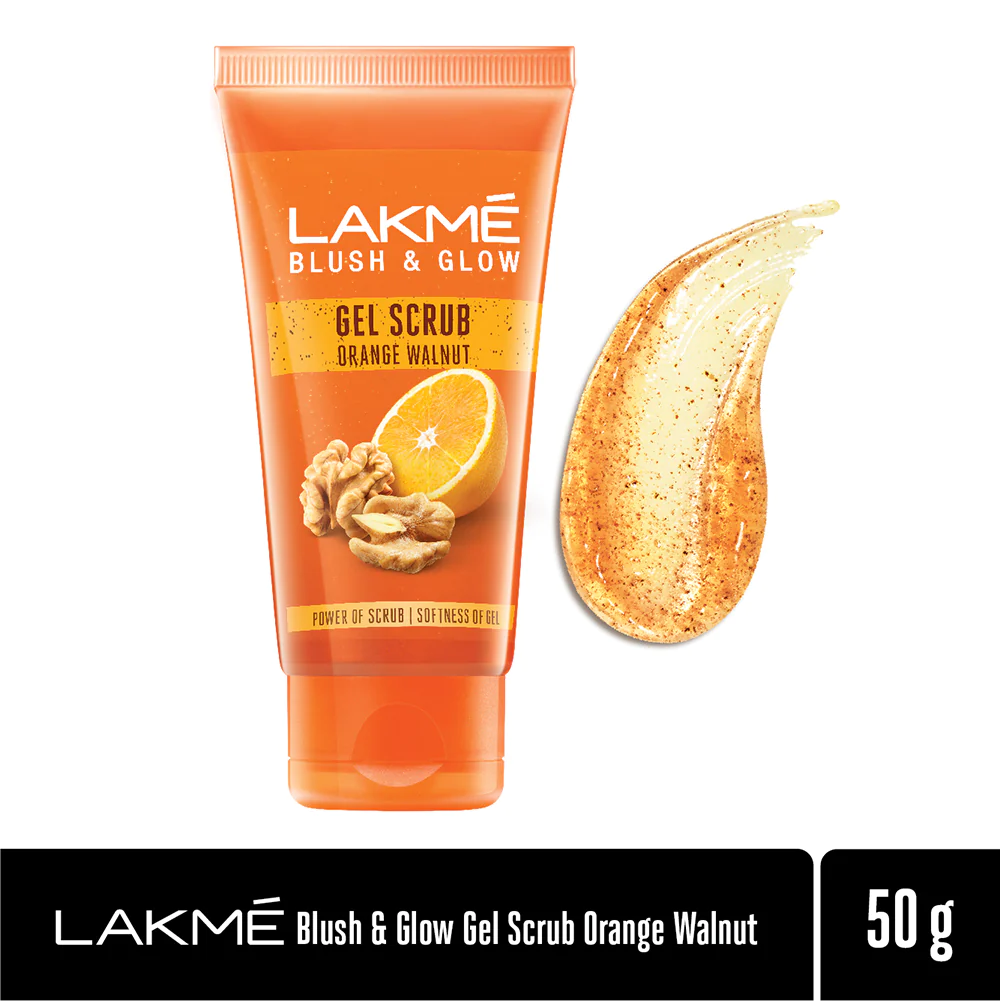 LAKMÉ
BLUSH & GLOW
GEL SCRUB
ORANGE WALNUT
POWER OF SCRUB | SOFTNESS OF GEL
LAKMÉ Blush & Glow Gel Scrub Orange Walnut
50 g